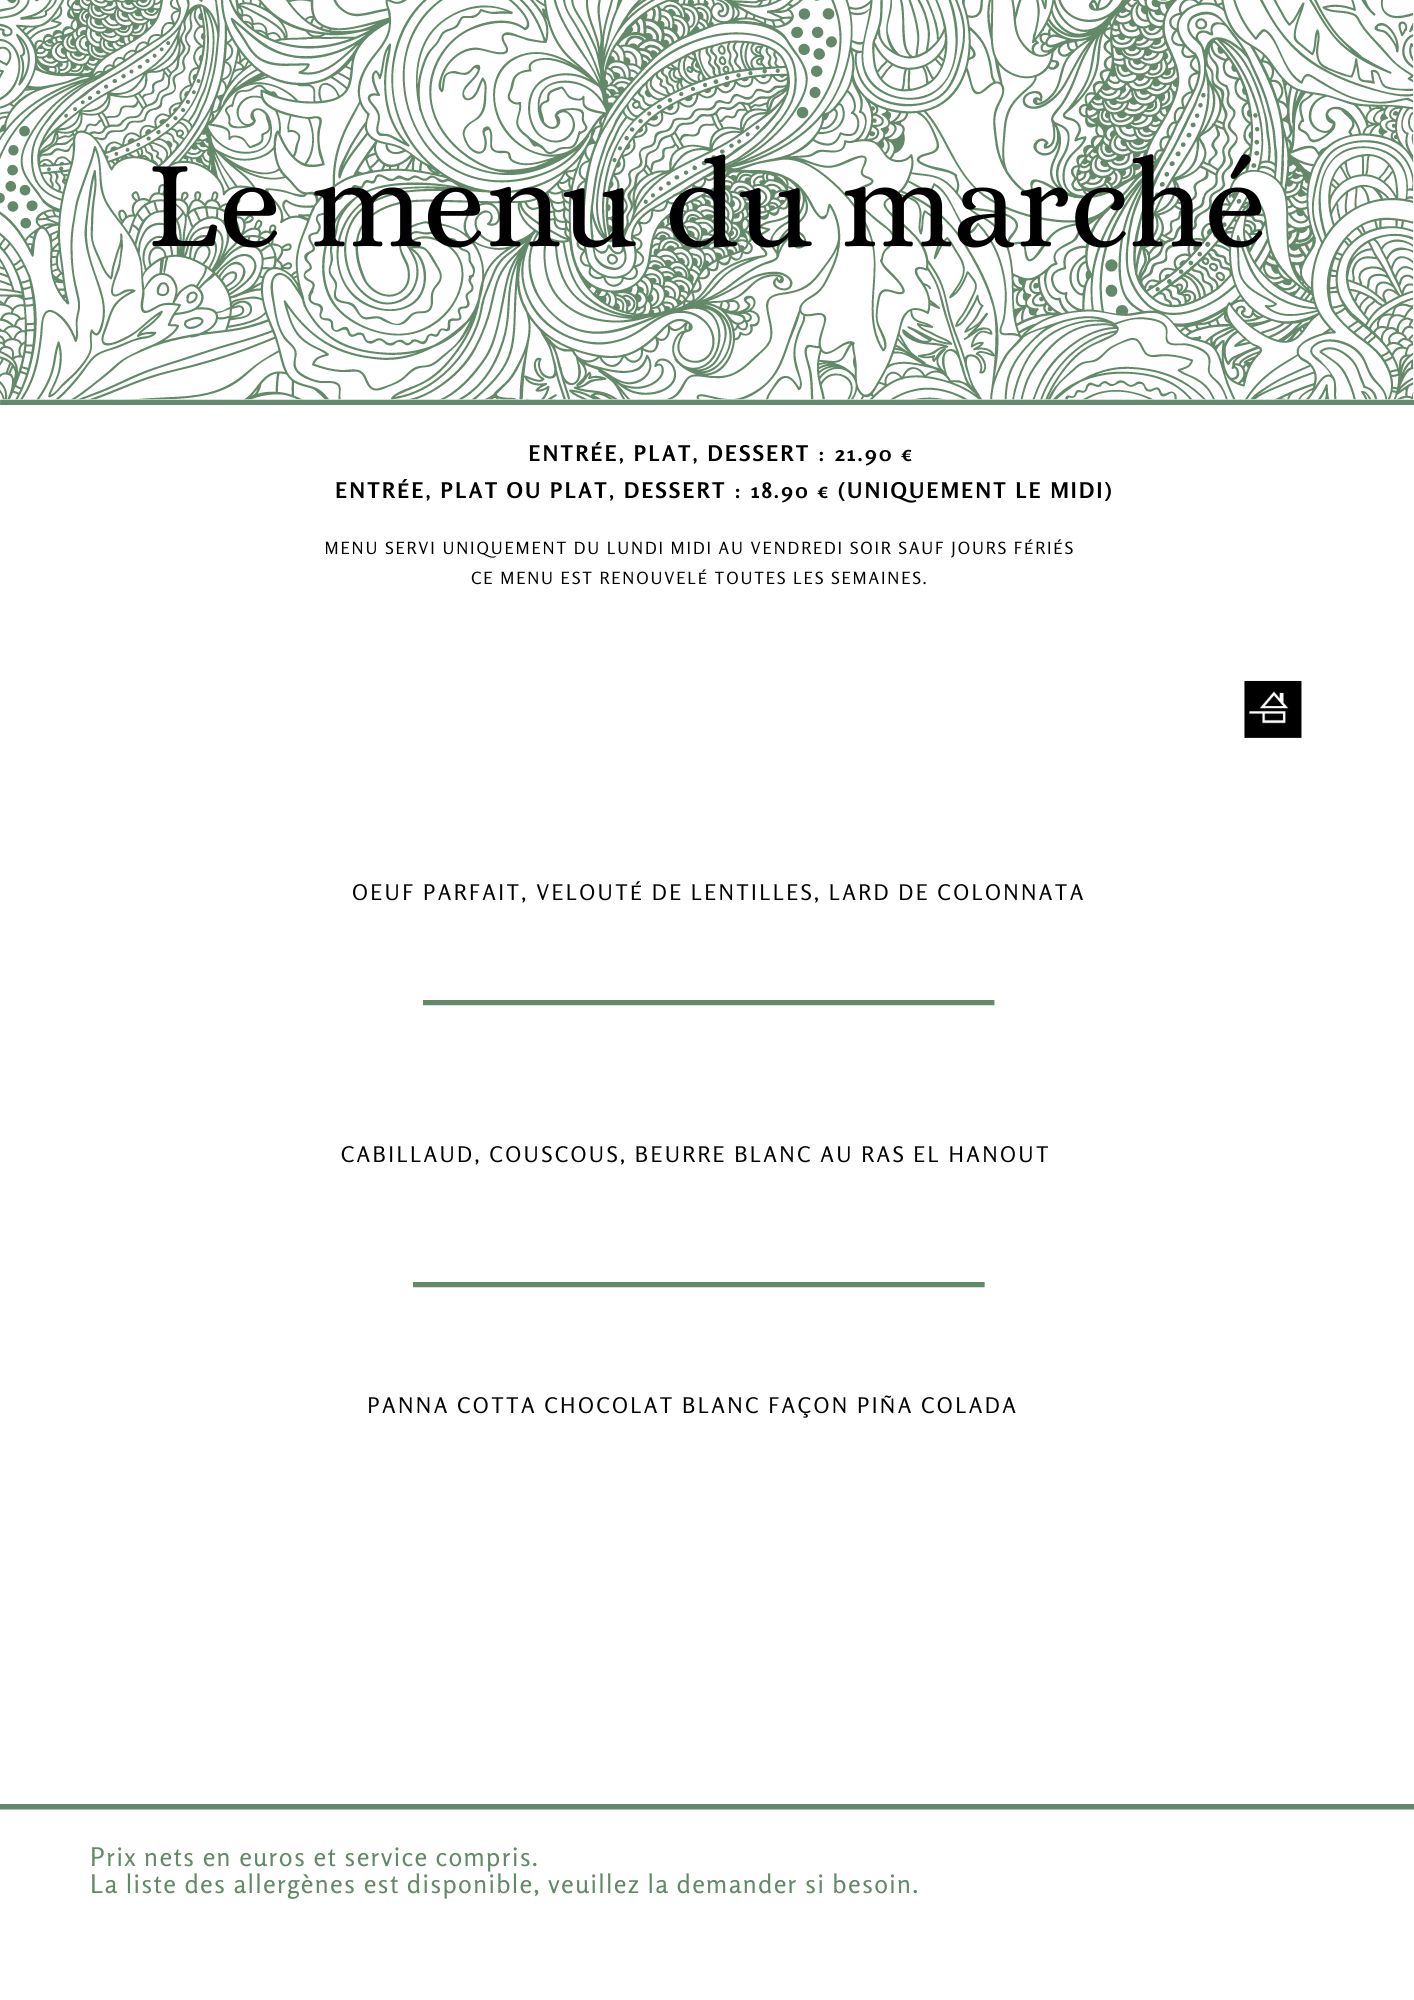 Le menu du marché
ENTRÉE, PLAT, DESSERT : 21.90 €
ENTRÉE, PLAT OU PLAT, DESSERT : 18.90 € (UNIQUEMENT LE MIDI)
MENU SERVI UNIQUEMENT DU LUNDI MIDI AU VENDREDI SOIR SAUF JOURS FÉRIÉS
CE MENU EST RENOUVELÉ TOUTES LES SEMAINES.
OEUF PARFAIT, VELOUTÉ DE LENTILLES, LARD DE COLONNATA
CABILLAUD, COUSCOUS, BEURRE BLANC AU RAS EL HANOUT
PANNA COTTA CHOCOLAT BLANC FAÇON PIÑA COLADA
Prix nets en euros et service compris.
La liste des allergènes est disponible, veuillez la demander si besoin.